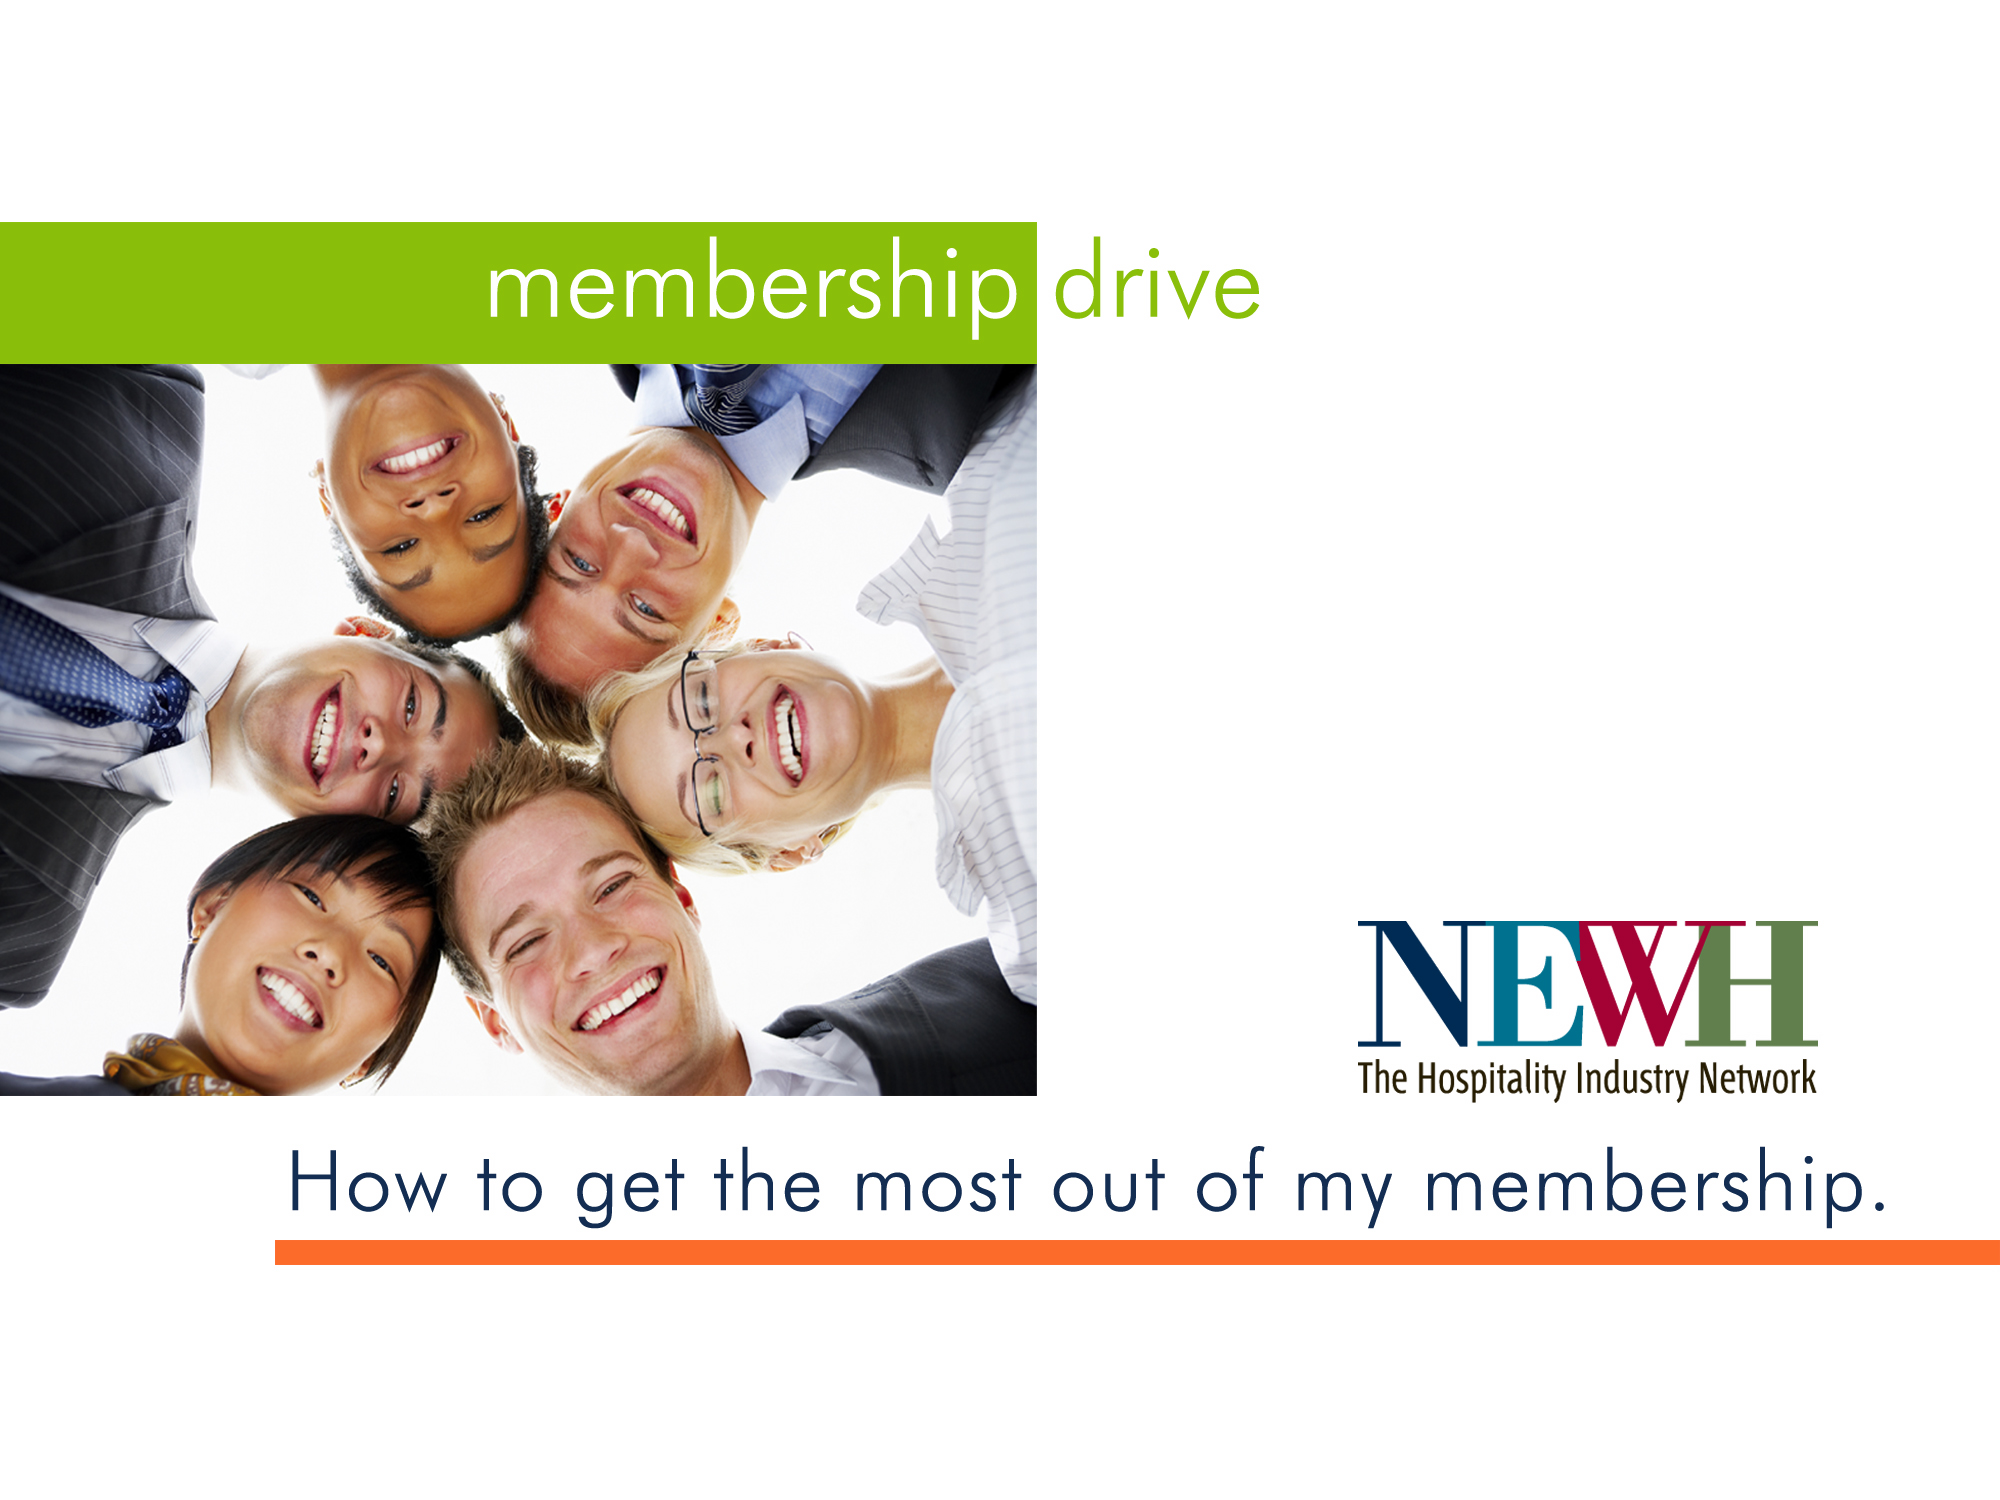 membership drive
NEWH
The Hospitality Industry Network
How to get the most out of my membership.